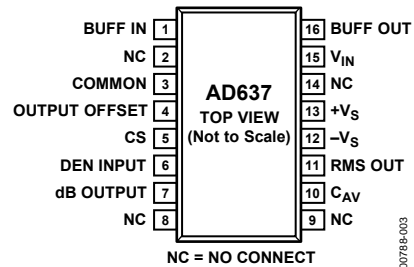 BUFF IN 1 16 BUFF OUT
NC 2 15 VIN
COMMON 3 14 NC
AD637
OUTPUT OFFSET 4 TOP VIEW 13 +VS
CS 5 (Not to Scale) 12 –VS
DEN INPUT 6 11 RMS OUT
dB OUTPUT 7 10 CAV
NC 8 9 NC
NC = NO CONNECT
00788-003